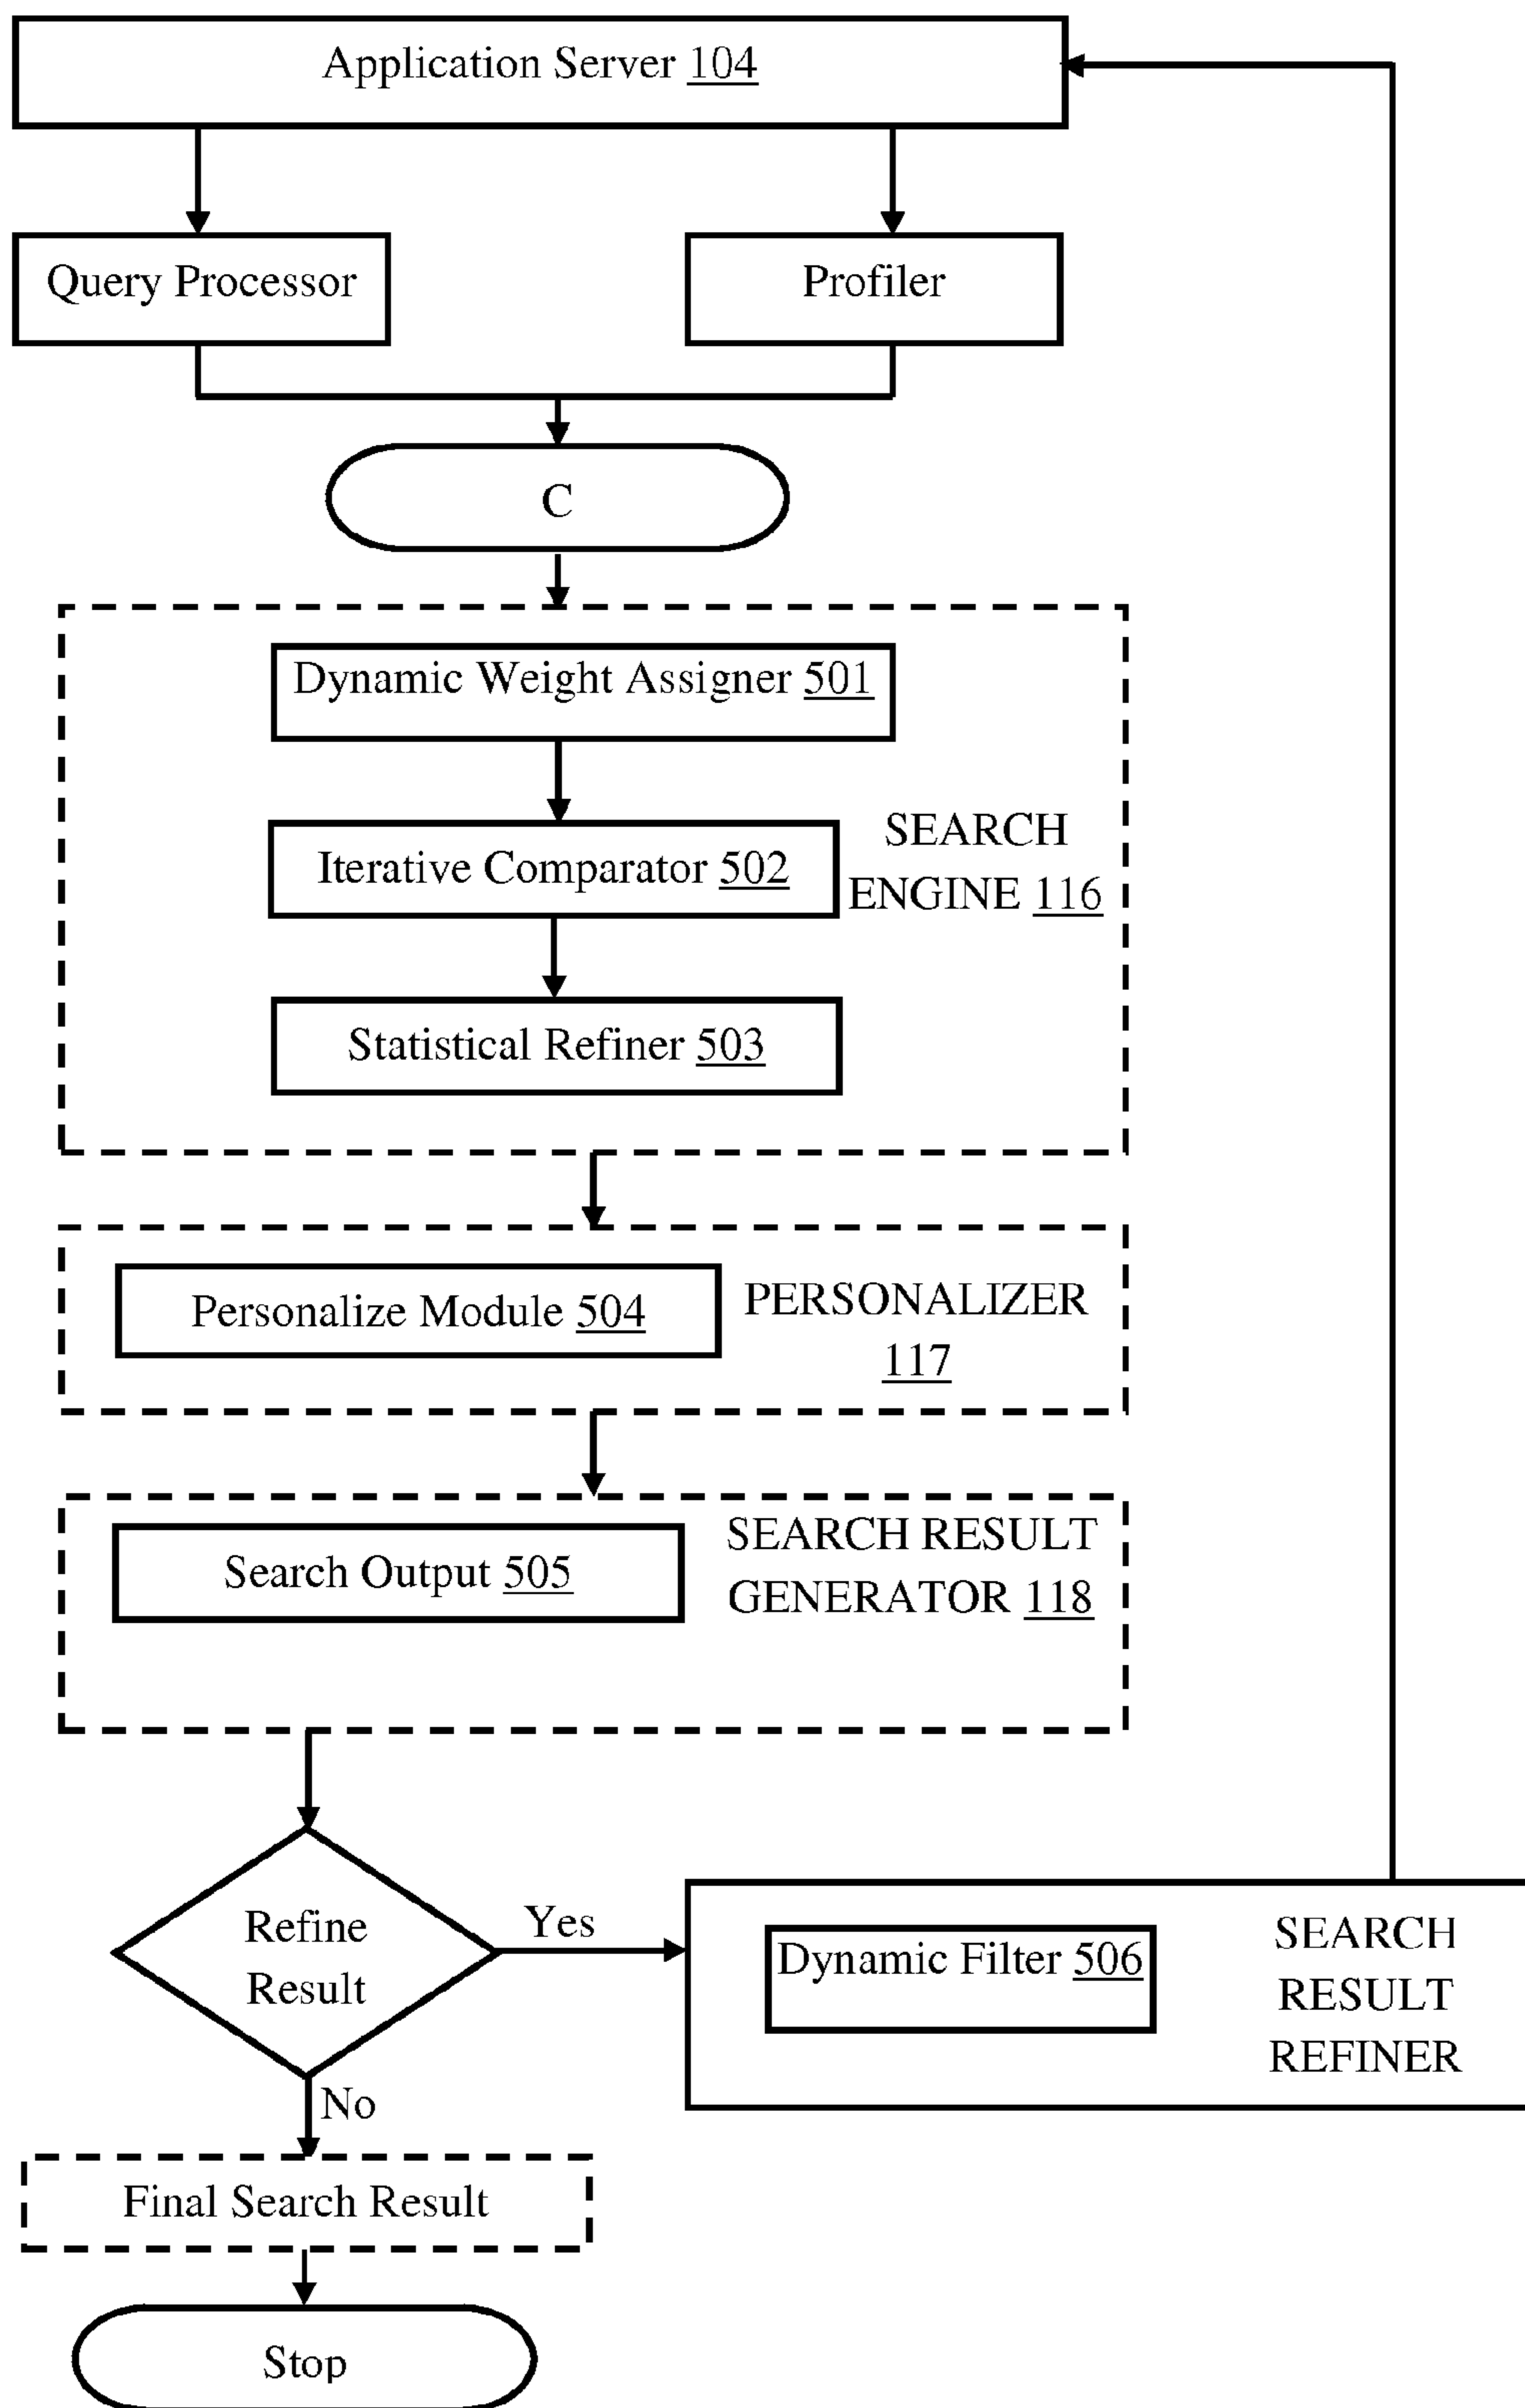 Application Server 104
Query Processor
Profiler
C
Dynamic Weight Assigner 501
Iterative Comparator 502
SEARCH
ENGINE 116
Statistical Refiner 503
Personalize Module 504
PERSONALIZER
117
Search Output 505
SEARCH RESULT
GENERATOR 118
Refine
Result
Yes
Dynamic Filter 506
SEARCH
RESULT
REFINER
No
Final Search Result
Stop